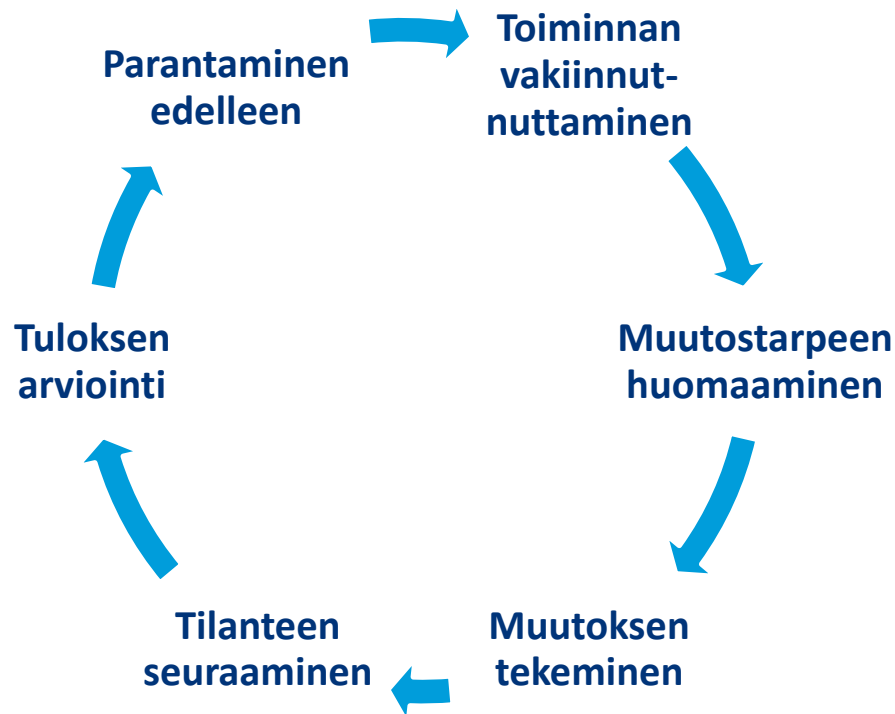 Toiminnan
vakiinnut-
nuttaminen
Muutostarpeen
huomaaminen
Muutoksen
tekeminen
Tilanteen
seuraaminen
Tuloksen
arviointi
Parantaminen
edelleen